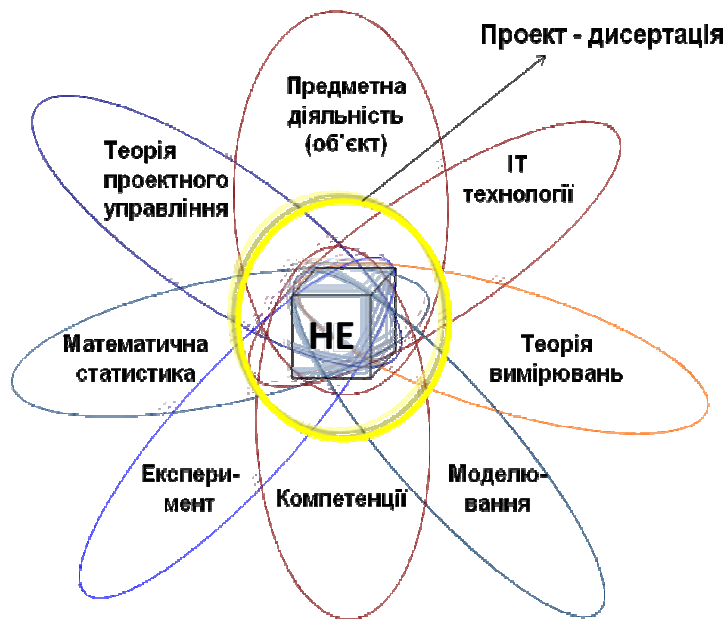 Проект - дисертація
Предметна
діяльність
(об'єкт)
Теорія
проектного
управління
ІТ
технології
НЕ
Математична
статистика
Теорія
вимірювань
Експери-
мент
Компетенції
Моделю-
вання